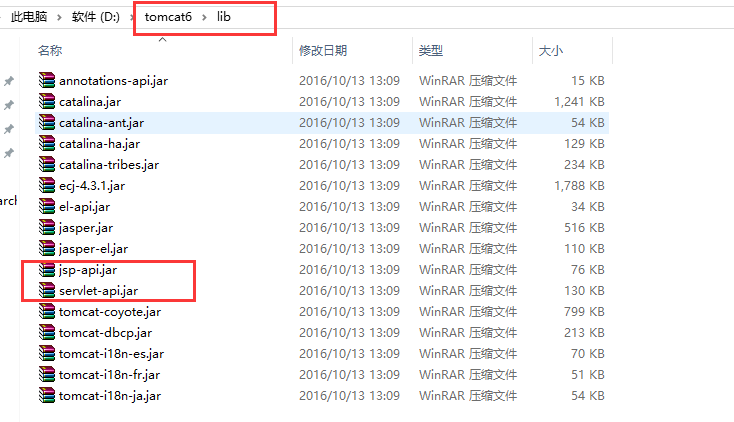 此电脑 › 软件 (D:) › tomcat6 › lib
名称 修改日期 类型 大小
annotations-api.jar 2016/10/13 13:09 WinRAR 压缩文件 15 KB
catalina.jar 2016/10/13 13:09 WinRAR 压缩文件 1,241 KB
catalina-ant.jar 2016/10/13 13:09 WinRAR 压缩文件 54 KB
catalina-ha.jar 2016/10/13 13:09 WinRAR 压缩文件 129 KB
catalina-tribes.jar 2016/10/13 13:09 WinRAR 压缩文件 234 KB
ecj-4.3.1.jar 2016/10/13 13:09 WinRAR 压缩文件 1,788 KB
arch el-api.jar 2016/10/13 13:09 WinRAR 压缩文件 34 KB
jasper.jar 2016/10/13 13:09 WinRAR 压缩文件 516 KB
jasper-el.jar 2016/10/13 13:09 WinRAR 压缩文件 110 KB
jsp-api.jar 2016/10/13 13:09 WinRAR 压缩文件 76 KB
servlet-api.jar 2016/10/13 13:09 WinRAR 压缩文件 130 KB
tomcat-coyote.jar 2016/10/13 13:09 WinRAR 压缩文件 799 KB
tomcat-dbcp.jar 2016/10/13 13:09 WinRAR 压缩文件 213 KB
tomcat-i18n-es.jar 2016/10/13 13:09 WinRAR 压缩文件 70 KB
tomcat-i18n-fr.jar 2016/10/13 13:09 WinRAR 压缩文件 51 KB
tomcat-i18n-ja.jar 2016/10/13 13:09 WinRAR 压缩文件 54 KB